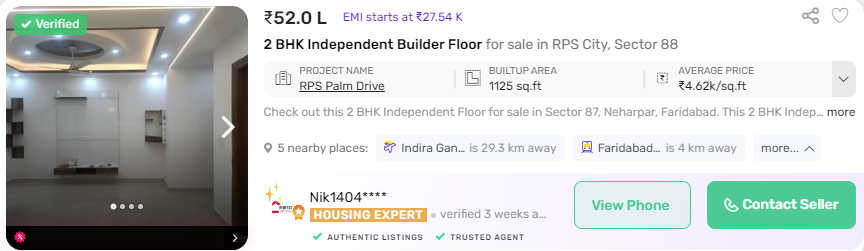 Verified
₹52.0 L EMI starts at ₹27.54 K
2 BHK Independent Builder Floor for sale in RPS City, Sector 88
PROJECT NAME
RPS Palm Drive
BUILTUP AREA
1125 sq.ft
AVERAGE PRICE
₹4.62k/sq.ft
Check out this 2 BHK Independent Floor for sale in Sector 87, Neharpar, Faridabad. This 2 BHK Indep... more
5 nearby places: Indira Gan... is 29.3 km away Faridabad... is 4 km away more...
Nik1404****
HOUSING EXPERT verified 3 weeks a...
AUTHENTIC LISTINGS TRUSTED AGENT
View Phone
Contact Seller